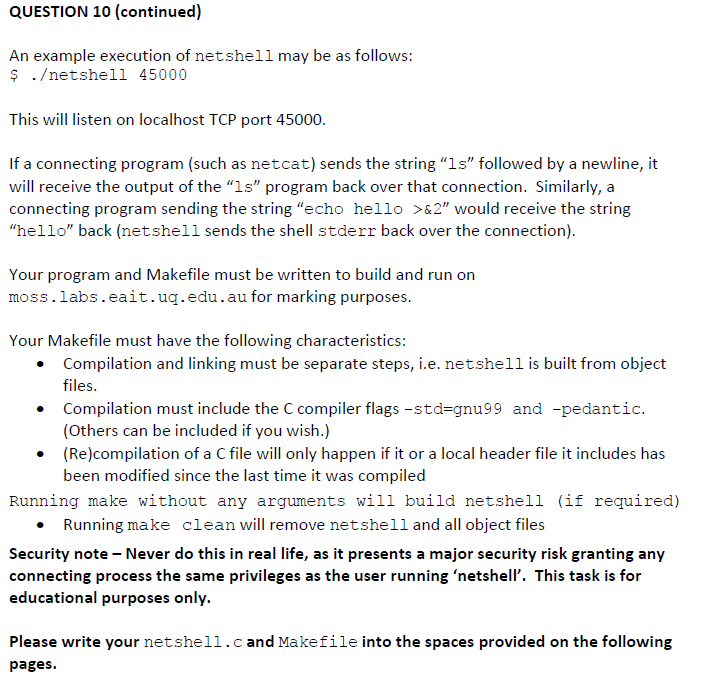 QUESTION 10 (continued)
An example execution of netshell may be as follows:
$ ./netshell 45000
This will listen on localhost TCP port 45000.
If a connecting program (such as netcat) sends the string “ls” followed by a newline, it
will receive the output of the “ls” program back over that connection. Similarly, a
connecting program sending the string “echo hello >&2” would receive the string
“hello” back (netshell sends the shell stderr back over the connection).
Your program and Makefile must be written to build and run on
moss.labs.eait.uq.edu.au for marking purposes.
Your Makefile must have the following characteristics:
• Compilation and linking must be separate steps, i.e. netshell is built from object
files.
• Compilation must include the C compiler flags -std=gnu99 and -pedantic.
(Others can be included if you wish.)
• (Re)compilation of a C file will only happen if it or a local header file it includes has
been modified since the last time it was compiled
Running make without any arguments will build netshell (if required)
• Running make clean will remove netshell and all object files
Security note – Never do this in real life, as it presents a major security risk granting any
connecting process the same privileges as the user running ‘netshell’. This task is for
educational purposes only.
Please write your netshell.c and Makefile into the spaces provided on the following
pages.